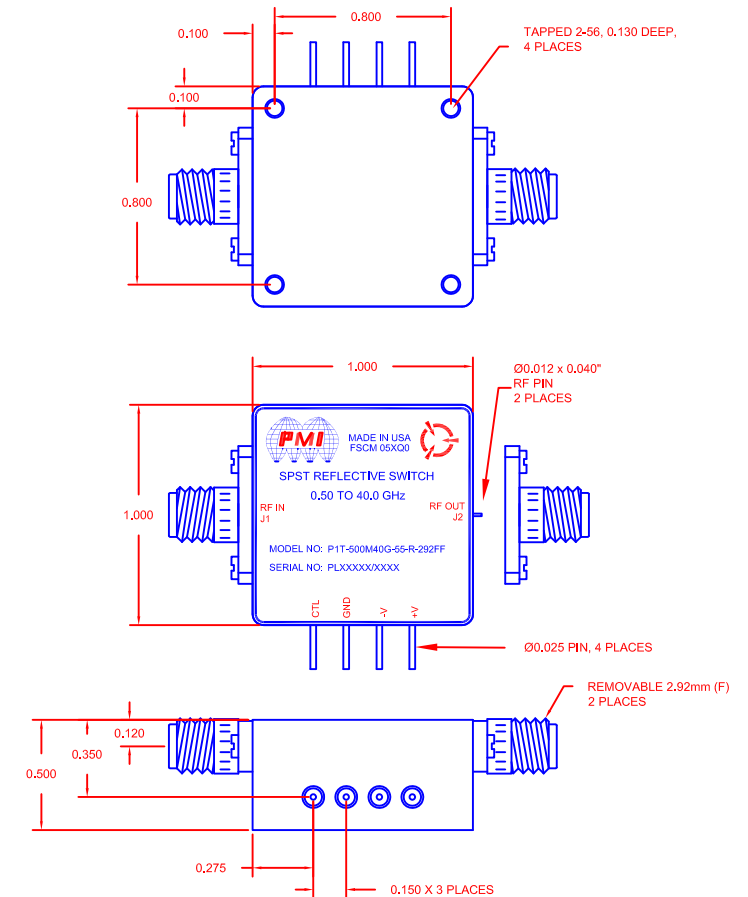 0.800
0.100
TAPPED 2-56, 0.130 DEEP,
4 PLACES
0.100
0.800
1.000
Ø0.012 x 0.040"
RF PIN
2 PLACES
PMI
MADE IN USA
FSCM 05XQ0
SPST REFLECTIVE SWITCH
0.50 TO 40.0 GHz
1.000
RF IN
J1
RF OUT
J2
MODEL NO: P1T-500M40G-55-R-292FF
SERIAL NO: PLXXXXX/XXXX
CTL
GND
-V
+V
Ø0.025 PIN, 4 PLACES
REMOVABLE 2.92mm (F)
2 PLACES
0.120
0.350
0.500
0.275
0.150 X 3 PLACES